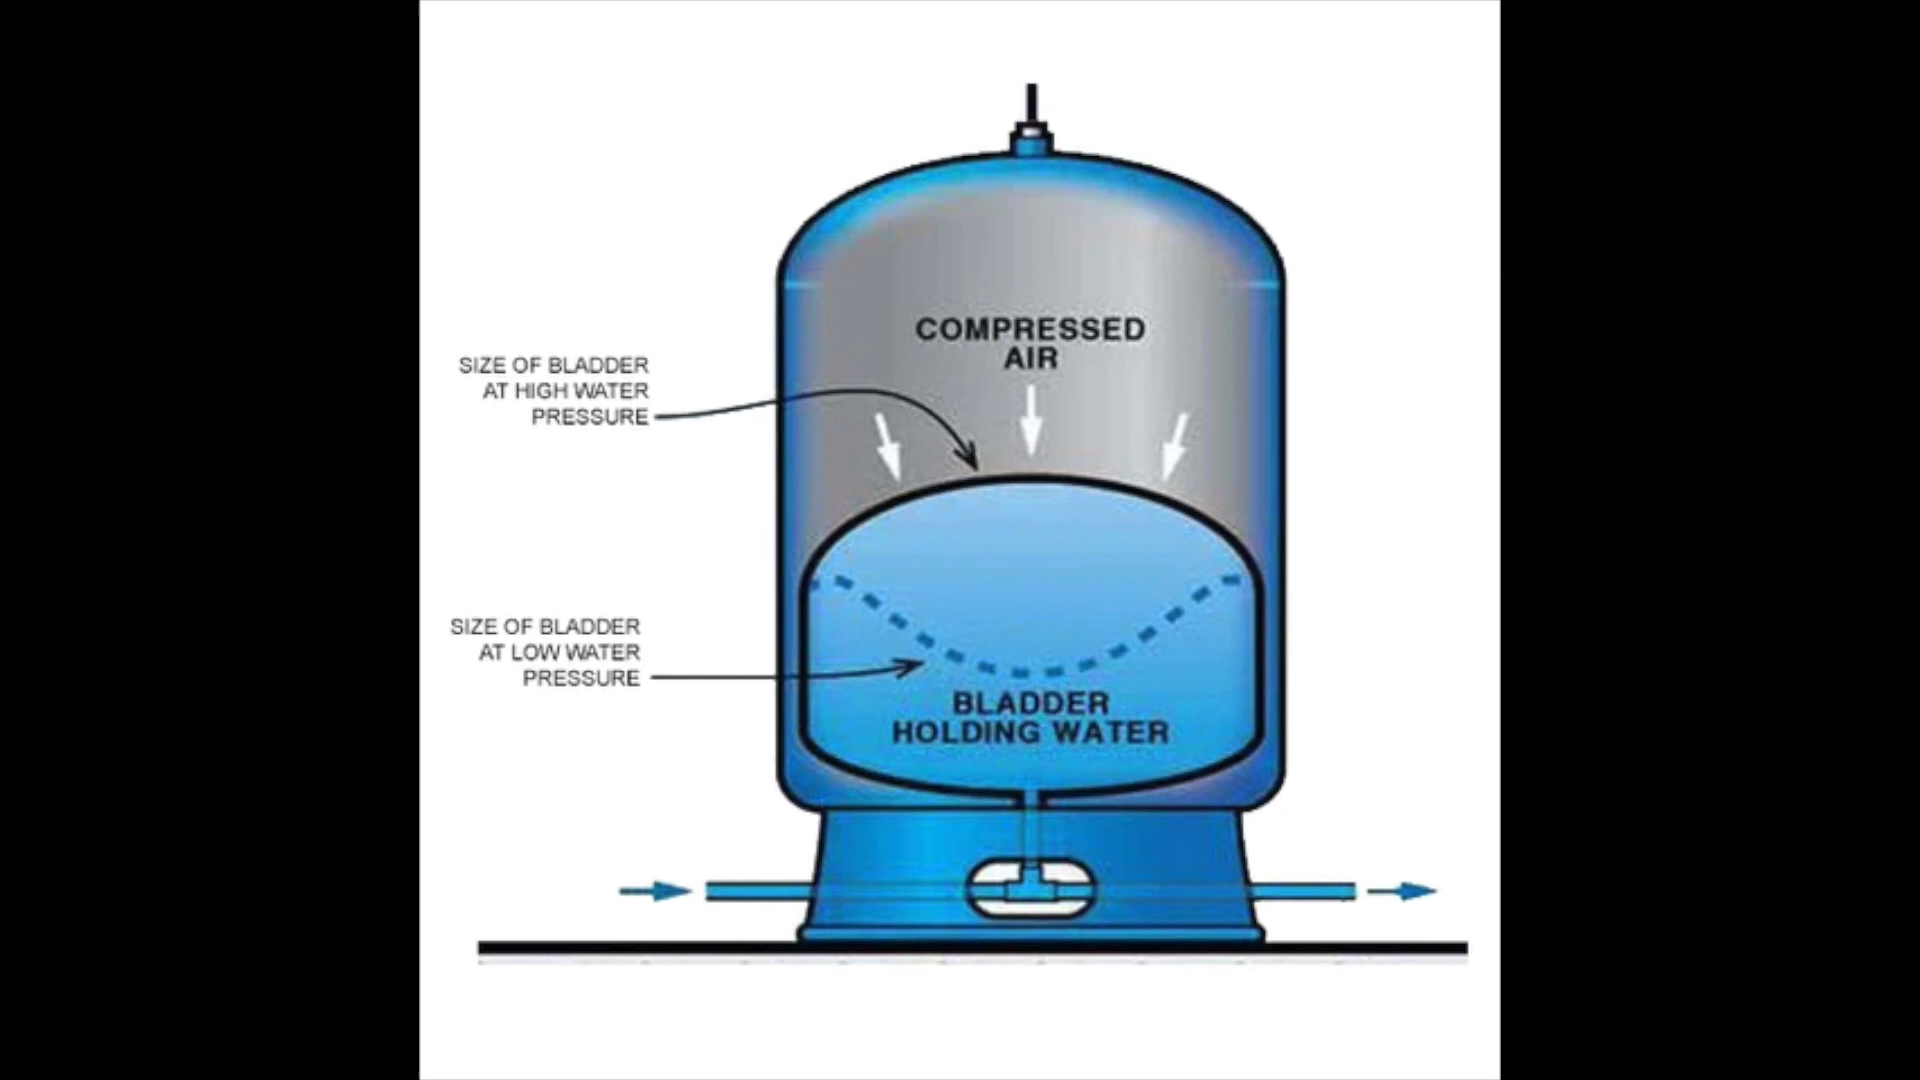 COMPRESSED
AIR
SIZE OF BLADDER
AT HIGH WATER
PRESSURE
SIZE OF BLADDER
AT LOW WATER
PRESSURE
BLADDER
HOLDING WATER